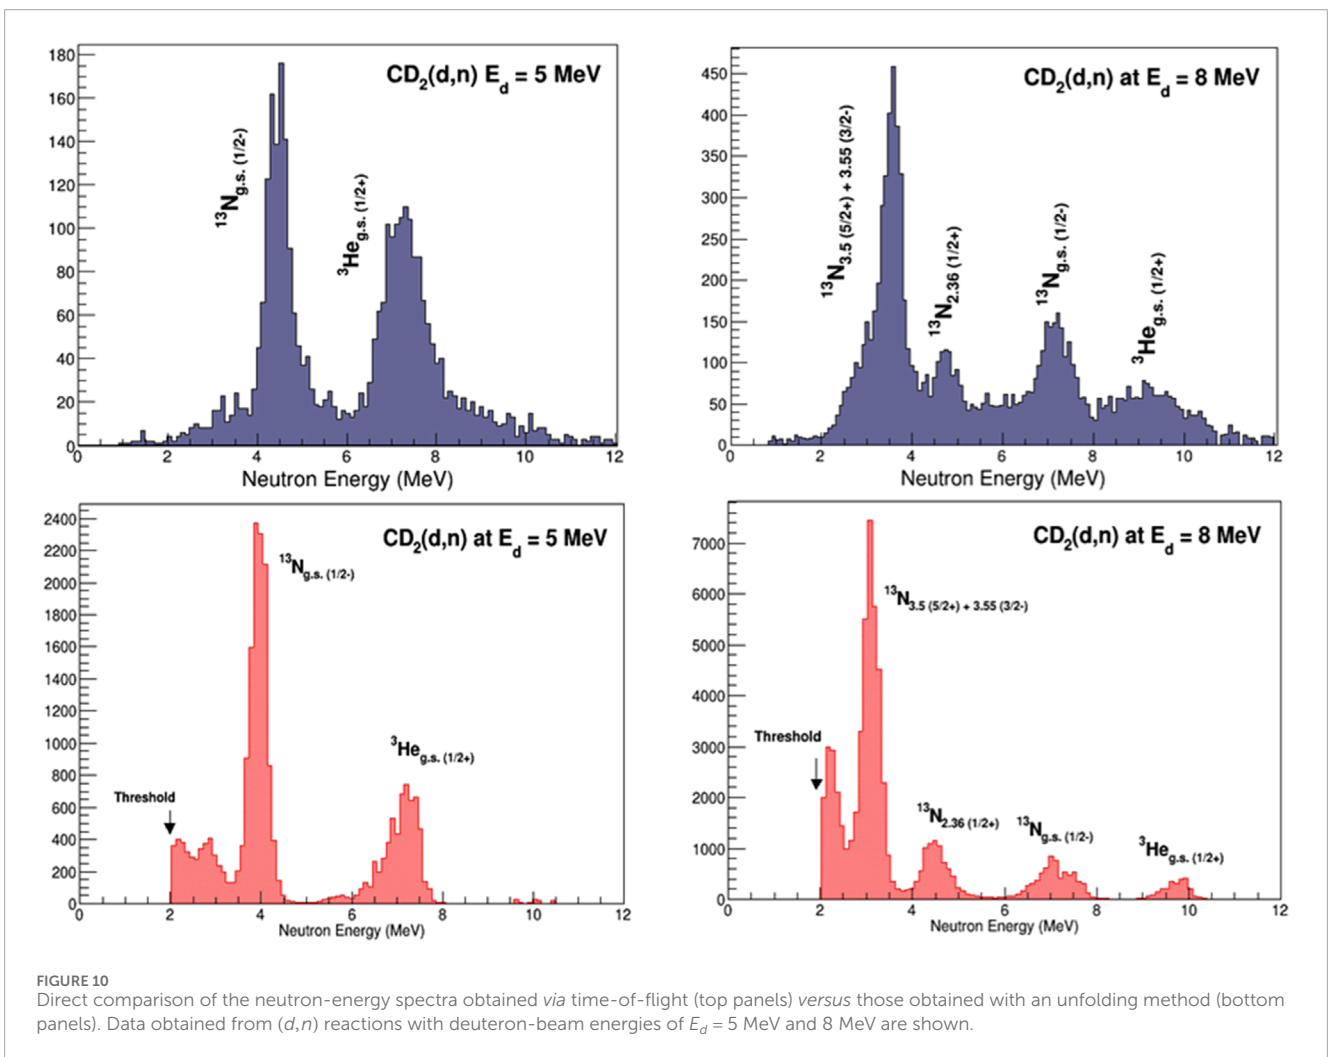 CD2(d,n) Ed = 5 MeV
13Ng.s. (1/2-)
3Heg.s. (1/2+)
180
160
140
120
100
80
60
40
20
0
0 2 4 6 8 10 12
Neutron Energy (MeV)
CD2(d,n) at Ed = 8 MeV
13N3.5 (5/2+) + 3.55 (3/2-)
13N2.36 (1/2+)
13Ng.s. (1/2-)
3Heg.s. (1/2+)
450
400
350
300
250
200
150
100
50
0
0 2 4 6 8 10 12
Neutron Energy (MeV)
CD2(d,n) at Ed = 5 MeV
13Ng.s. (1/2-)
3Heg.s. (1/2+)
Threshold
2400
2200
2000
1800
1600
1400
1200
1000
800
600
400
200
0
0 2 4 6 8 10 12
Neutron Energy (MeV)
CD2(d,n) at Ed = 8 MeV
13N3.5 (5/2+) + 3.55 (3/2-)
Threshold
13N2.36 (1/2+)
13Ng.s. (1/2-)
3Heg.s. (1/2+)
7000
6000
5000
4000
3000
2000
1000
0
0 2 4 6 8 10 12
Neutron Energy (MeV)
FIGURE 10
Direct comparison of the neutron-energy spectra obtained via time-of-flight (top panels) versus those obtained with an unfolding method (bottom
panels). Data obtained from (d,n) reactions with deuteron-beam energies of Ed = 5 MeV and 8 MeV are shown.